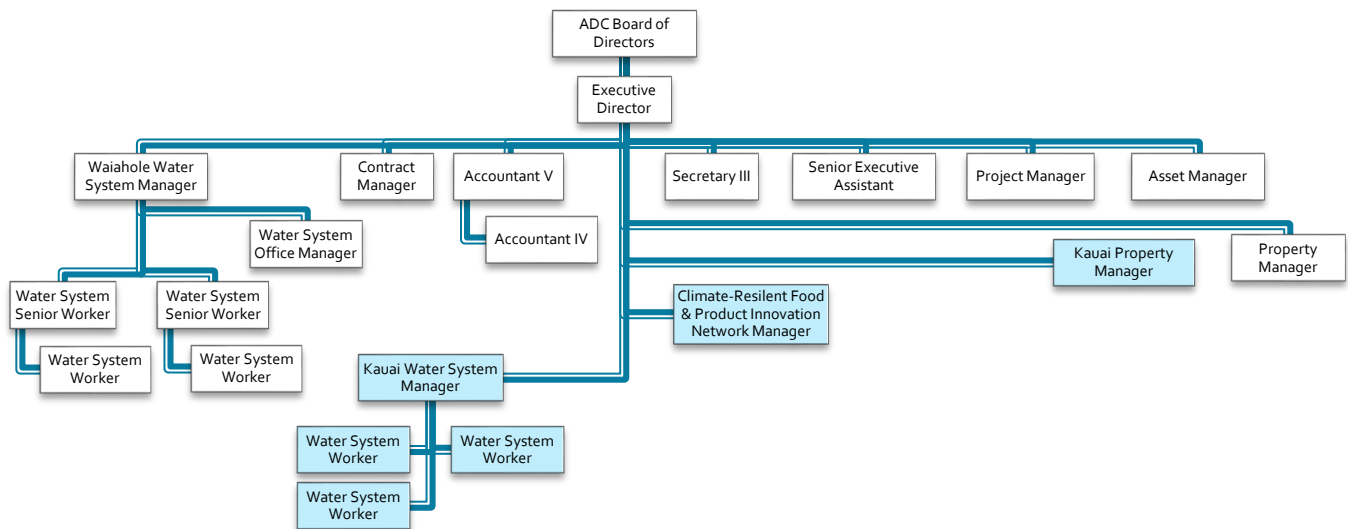 ADC Board of
Directors
Executive
Director
Waiahole Water
System Manager
Contract
Manager
Accountant V
Secretary III
Senior Executive
Assistant
Project Manager
Asset Manager
Water System
Office Manager
Accountant IV
Kauai Property
Manager
Property
Manager
Water System
Senior Worker
Water System
Senior Worker
Climate-Resilent Food
& Product Innovation
Network Manager
Water System
Worker
Water System
Worker
Kauai Water System
Manager
Water System
Worker
Water System
Worker
Water System
Worker